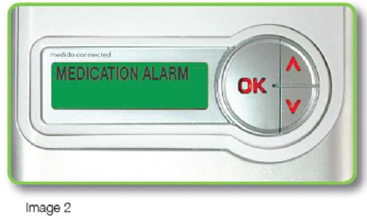 medido connected
MEDICATION ALARM
OK
Image 2